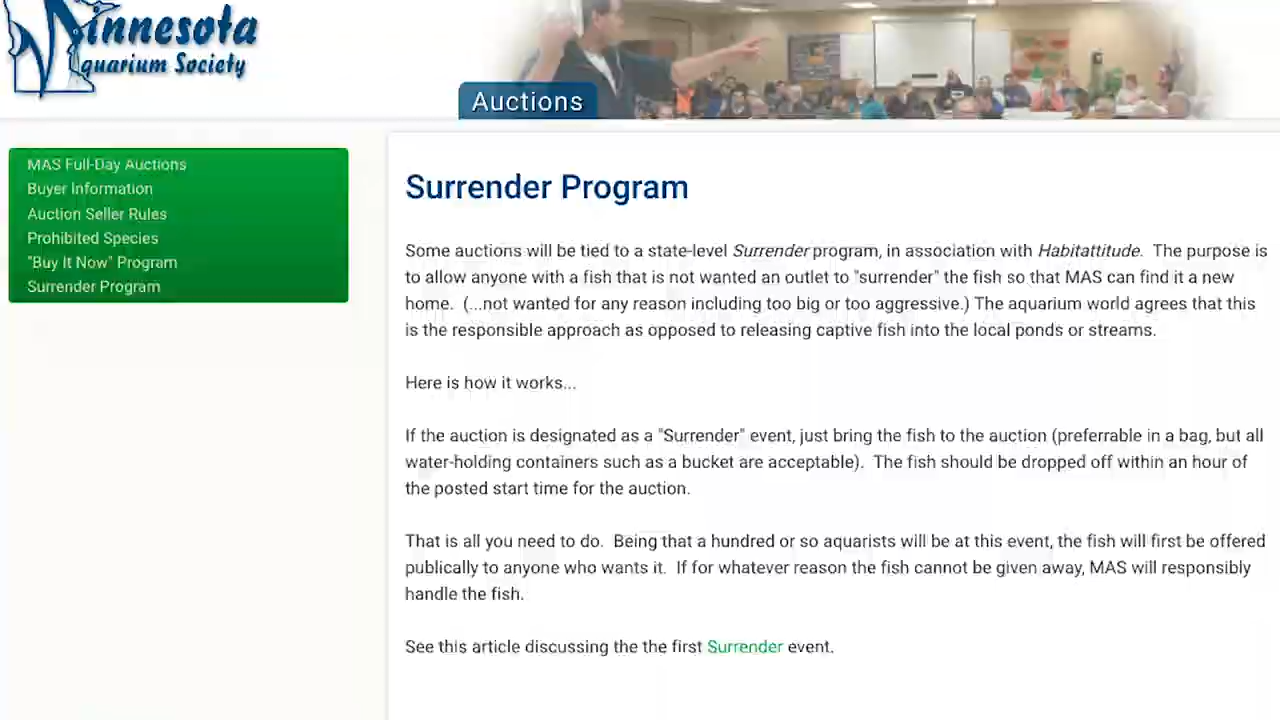 Minnesota
Aquarium Society
Auctions
MAS Full-Day Auctions
Buyer Information
Auction Seller Rules
Prohibited Species
"Buy It Now" Program
Surrender Program
Surrender Program
Some auctions will be tied to a state-level Surrender program, in association with Habitattitude. The purpose is
to allow anyone with a fish that is not wanted an outlet to "surrender" the fish so that MAS can find it a new
home. (...not wanted for any reason including too big or too aggressive.) The aquarium world agrees that this
is the responsible approach as opposed to releasing captive fish into the local ponds or streams.
Here is how it works...
If the auction is designated as a "Surrender" event, just bring the fish to the auction (preferrable in a bag, but all
water-holding containers such as a bucket are acceptable). The fish should be dropped off within an hour of
the posted start time for the auction.
That is all you need to do. Being that a hundred or so aquarists will be at this event, the fish will first be offered
publically to anyone who wants it. If for whatever reason the fish cannot be given away, MAS will responsibly
handle the fish.
See this article discussing the the first Surrender event.